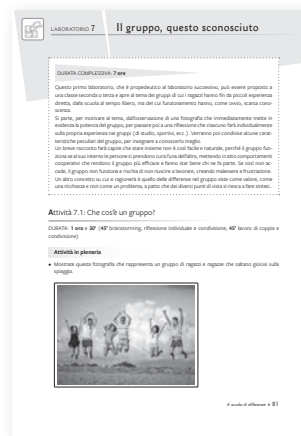 LABORATORIO 7 Il gruppo, questo sconosciuto
DURATA COMPLESSIVA: 7 ore
Questo primo laboratorio, che è propedeutico al laboratorio successivo, può essere proposto a
una classe seconda o terza e apre al tema dei gruppi di cui i ragazzi hanno fin da piccoli esperienza
diretta, dalla scuola al tempo libero, ma del cui funzionamento hanno, come ovvio, scarsa cono-
scenza.
Si parte, per motivare al tema, dall'osservazione di una fotografia che immediatamente mette in
evidenza la potenza del gruppo, per passare poi a una riflessione che ciascuno farà individualmente
sulla propria esperienza nei gruppi (di studio, sportivi, ecc.). Verranno poi condivise alcune carat-
teristiche peculiari del gruppo, per insegnare a conoscerlo meglio.
Un breve racconto farà capire che stare insieme non è così facile e naturale, perché il gruppo fun-
ziona se al suo interno le persone si prendono cura l'una dell'altra, mettendo in atto comportamenti
cooperativi che rendono il gruppo più efficace e fanno star bene chi ne fa parte. Se così non ac-
cade, il gruppo non funziona e rischia di non riuscire a lavorare, creando malessere e frustrazione.
Un altro concetto su cui si ragionerà è quello delle differenze nel gruppo viste come valore, come
una ricchezza e non come un problema, a patto che dei diversi punti di vista si riesca a fare sintesi.
Attività 7.1: Che cos'è un gruppo?
DURATA: 1 ora e 30' (45' brainstorming, riflessione individuale e condivisione, 45' lavoro di coppia e
condivisione)
Attività in plenaria
• Mostrate questa fotografia che rappresenta un gruppo di ragazzi e ragazze che saltano gioiosi sulla
spiaggia.
A scuola di differenze • 81